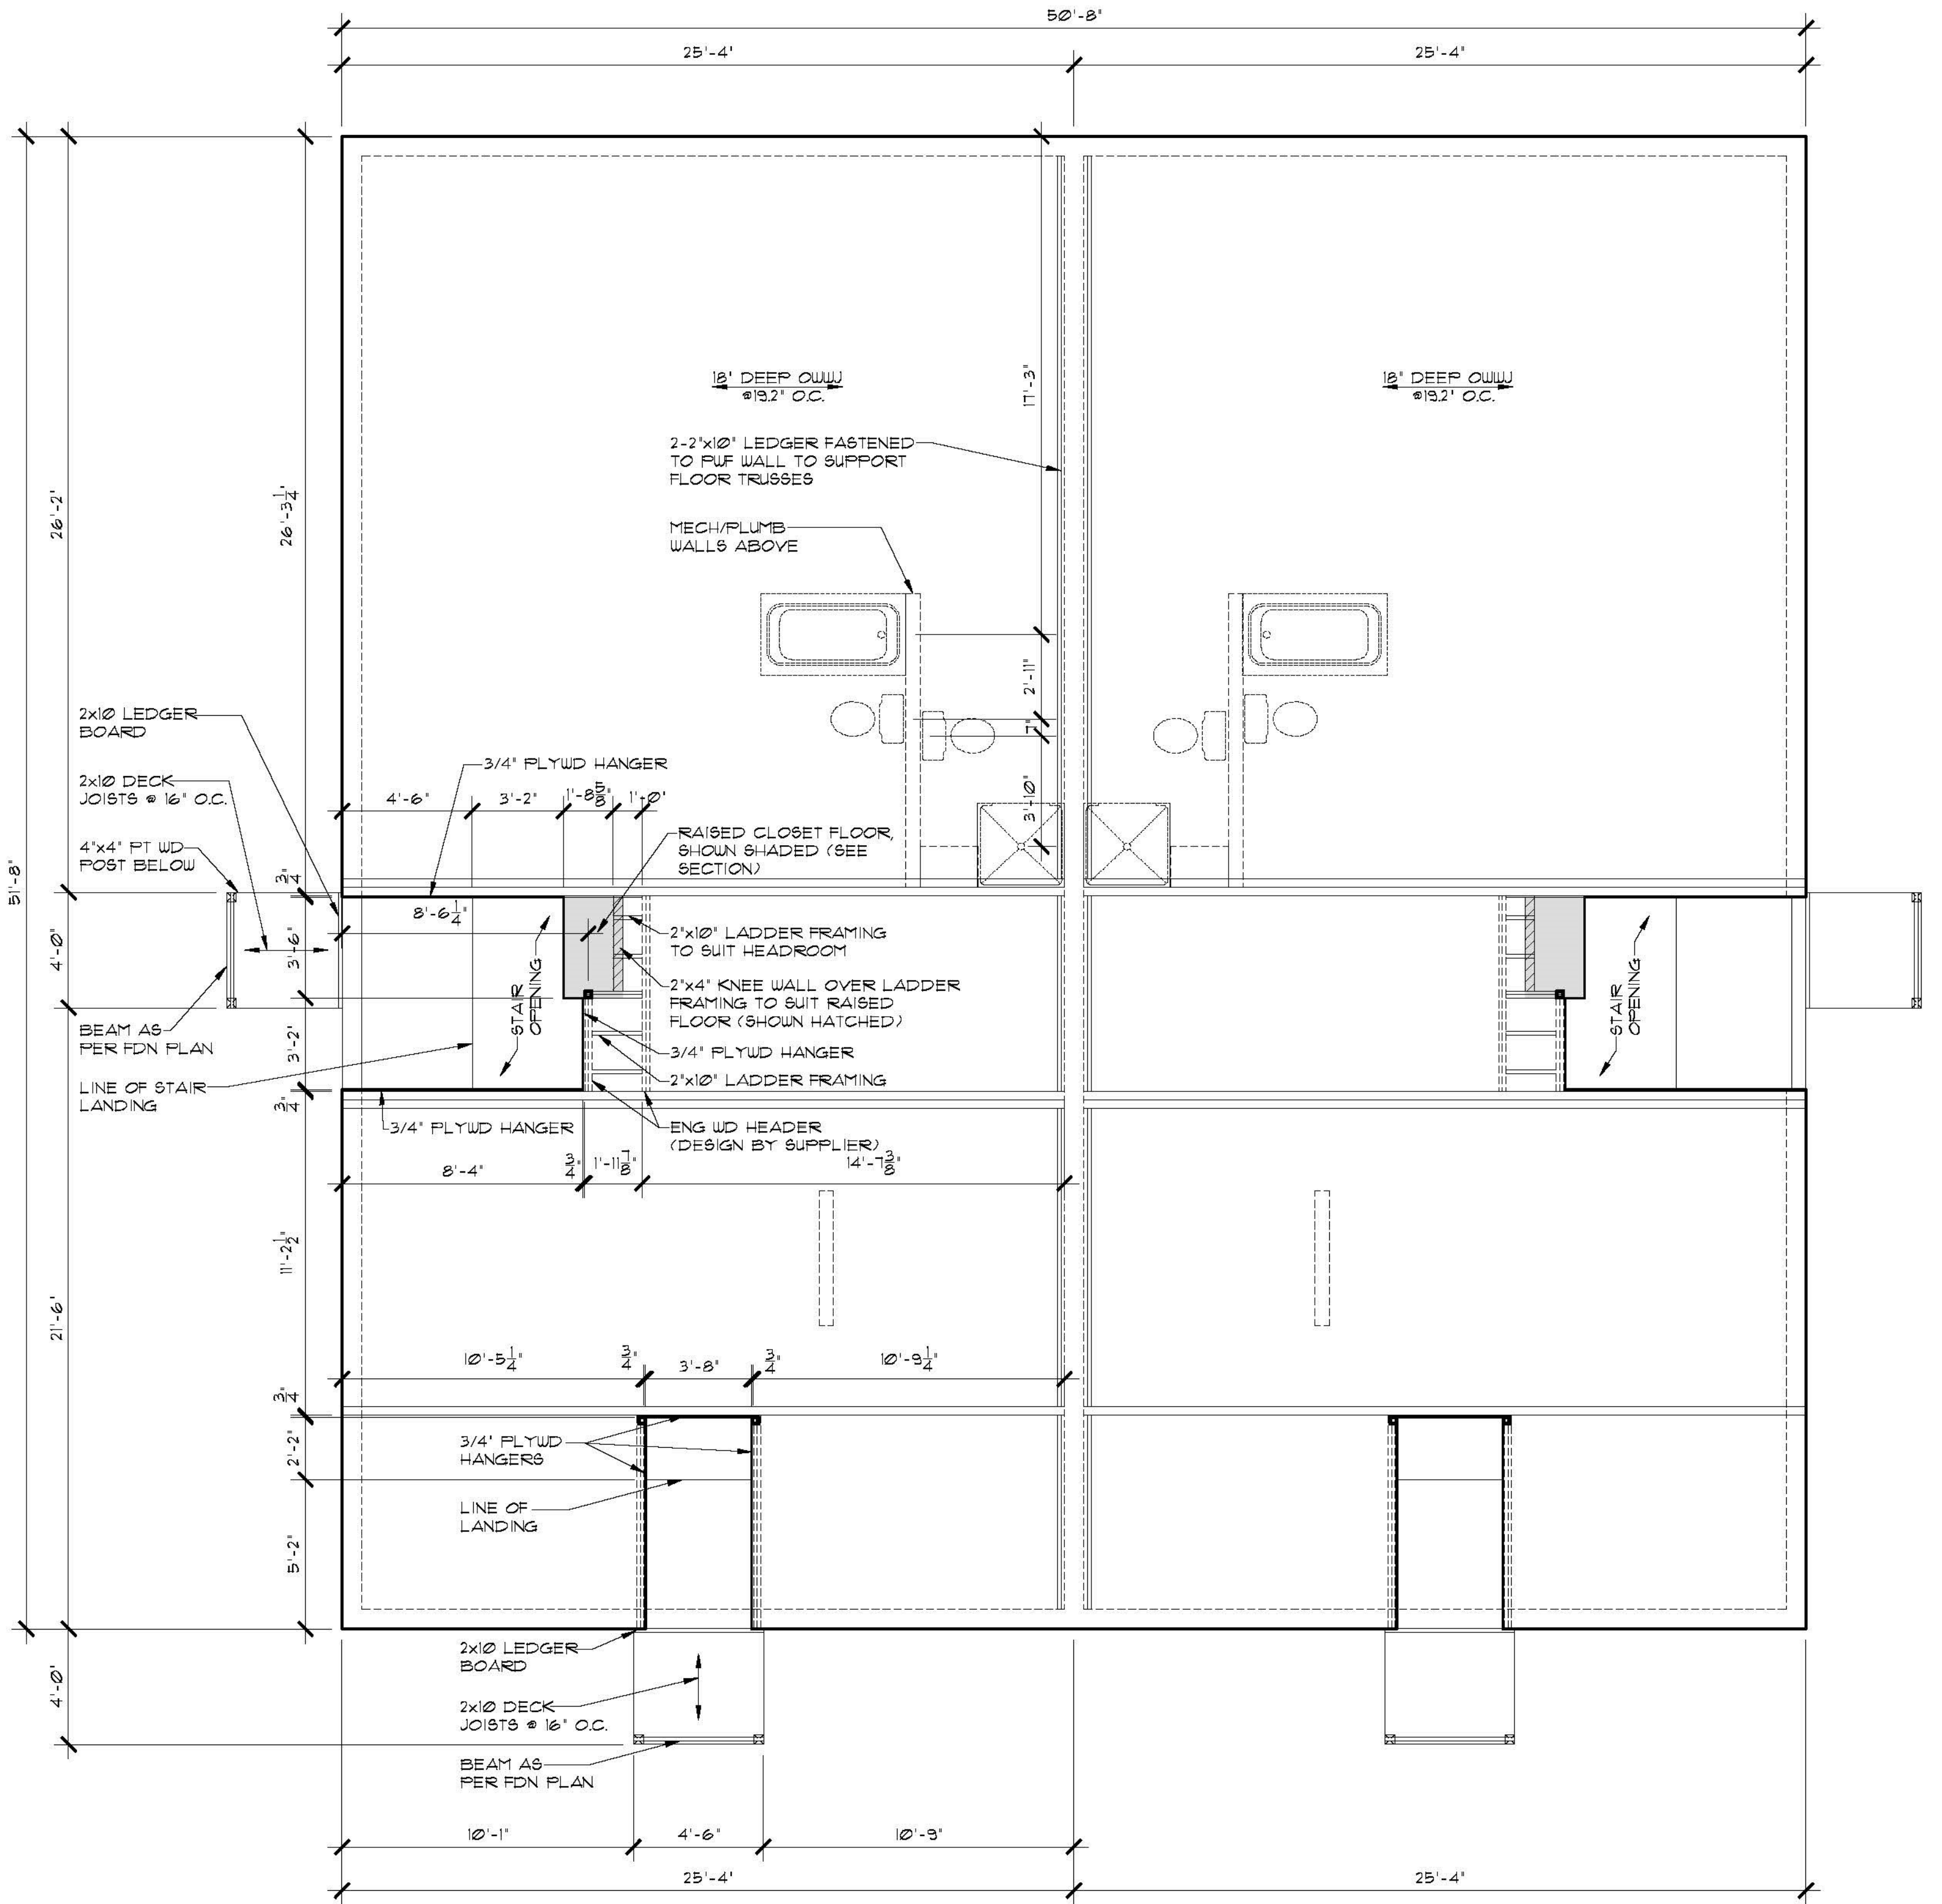 50'-8"
25'-4'
25'-4"
51'-8"
26'-2'
26'-3 1/4'
17'-3"
18' DEEP OWWJ
@19.2" O.C.
18" DEEP OWWJ
@19.2' O.C.
2-2"x10" LEDGER FASTENED
TO PWF WALL TO SUPPORT
FLOOR TRUSSES
MECH/PLUMB
WALLS ABOVE
2'-11"
7"
3'-10"
2x10 LEDGER
BOARD
2x10 DECK
JOISTS @ 16" O.C.
4"x4" PT WD
POST BELOW
3/4" PLYWD HANGER
4'-6"
3'-2"
1'-8 5/8"
1'-0'
RAISED CLOSET FLOOR,
SHOWN SHADED (SEE
SECTION)
3/4"
8'-6 1/4"
4'-0"
3'-6"
3'-2'
3/4"
STAIR
OPENING
STAIR
OPENING
2"x10" LADDER FRAMING
TO SUIT HEADROOM
2"x4" KNEE WALL OVER LADDER
FRAMING TO SUIT RAISED
FLOOR (SHOWN HATCHED)
3/4" PLYWD HANGER
2"x10" LADDER FRAMING
BEAM AS
PER FDN PLAN
LINE OF STAIR
LANDING
3/4" PLYWD HANGER
ENG WD HEADER
(DESIGN BY SUPPLIER)
8'-4"
3/4"
1'-11 7/8"
14'-7 3/8"
11'-2 1/2"
21'-6'
10'-5 1/4"
3/4"
3'-8"
3/4"
10'-9 1/4"
3/4"
2'-2"
5'-2"
3/4' PLYWD
HANGERS
LINE OF
LANDING
2x10 LEDGER
BOARD
4'-0'
2x10 DECK
JOISTS @ 16" O.C.
BEAM AS
PER FDN PLAN
10'-1"
4'-6"
10'-9"
25'-4'
25'-4"